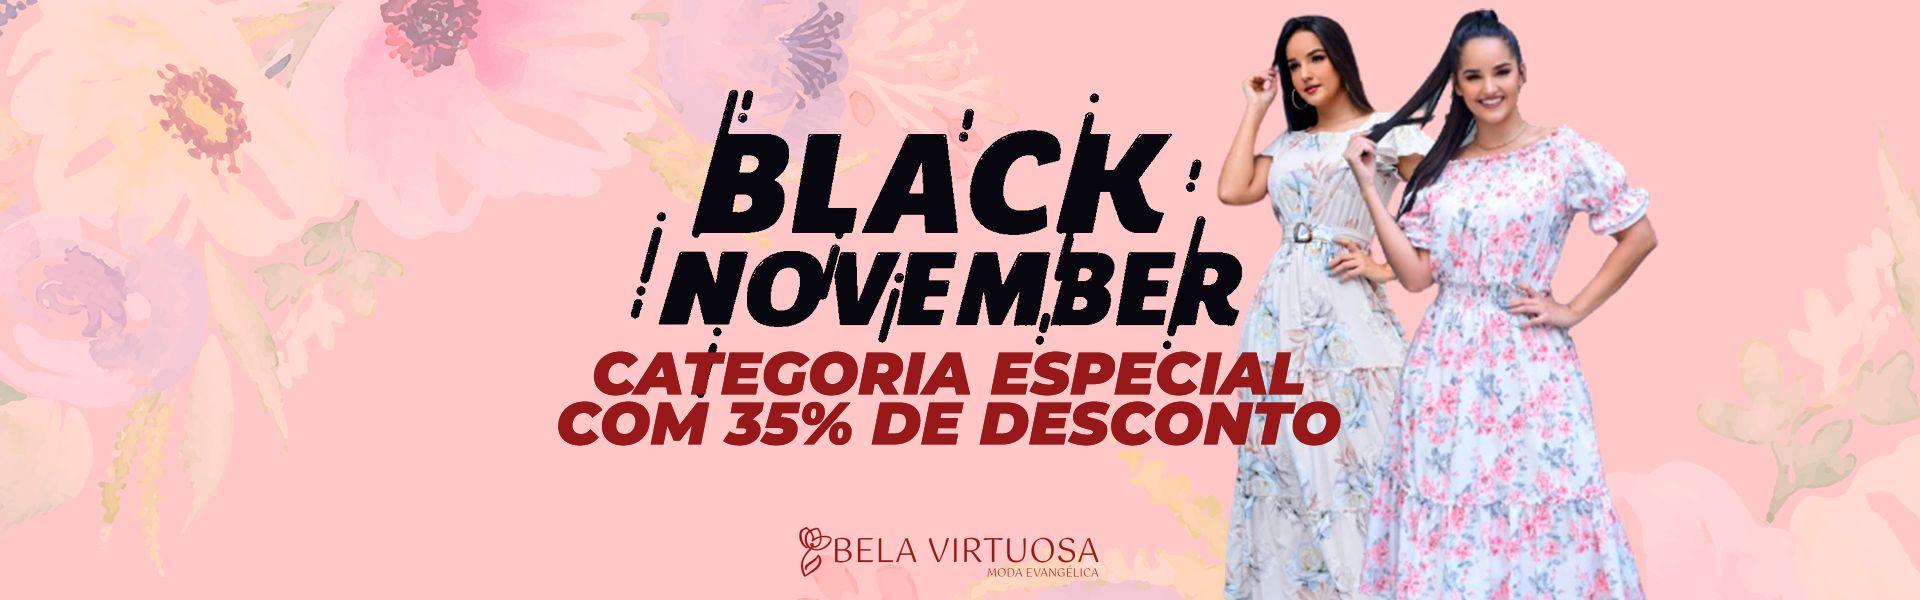 BLACK
NOVEMBER
CATEGORIA ESPECIAL
COM 35% DE DESCONTO
BELA VIRTUOSA
MODA EVANGÉLICA